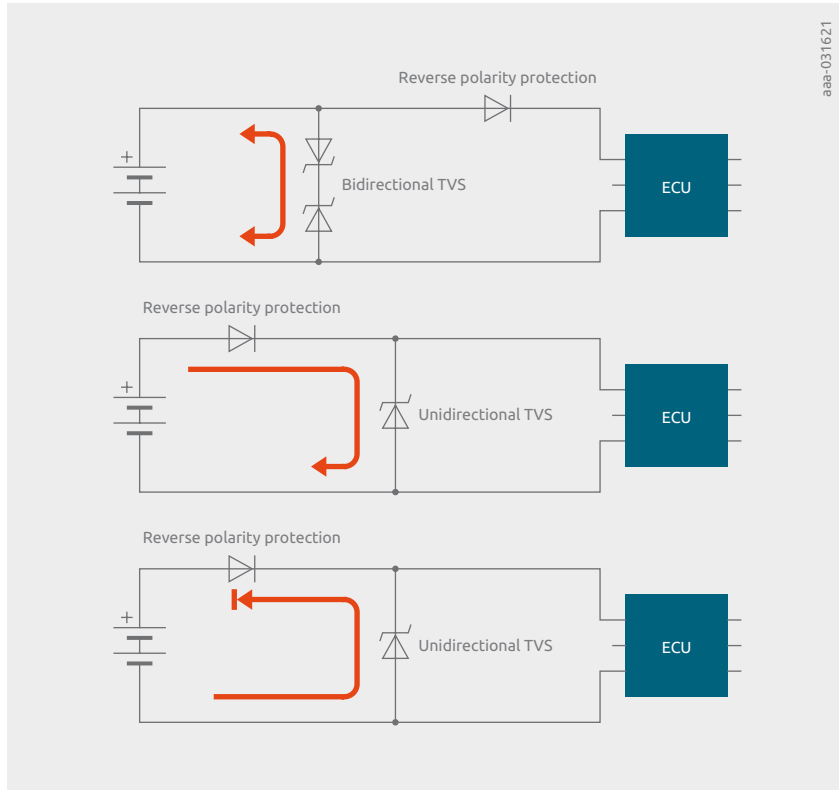 aaa-031621
Reverse polarity protection
+
Bidirectional TVS
ECU
Reverse polarity protection
+
Unidirectional TVS
ECU
Reverse polarity protection
+
Unidirectional TVS
ECU